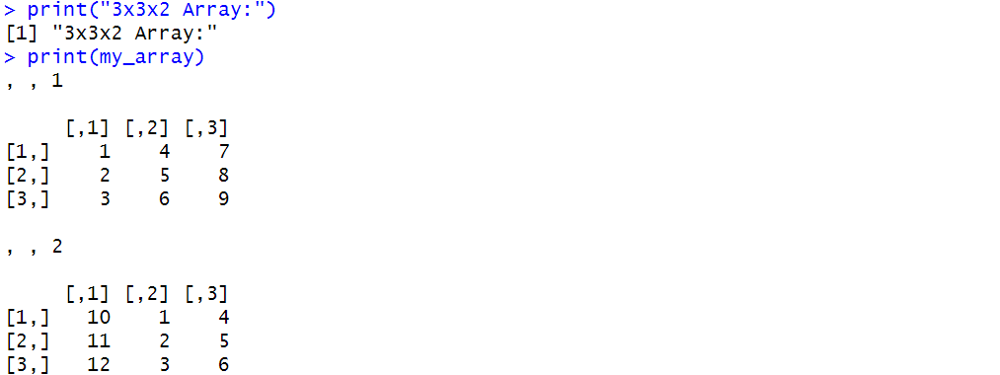 > print("3x3x2 Array:")
[1] "3x3x2 Array:"
> print(my_array)
, , 1
     [,1] [,2] [,3]
[1,]    1    4    7
[2,]    2    5    8
[3,]    3    6    9
, , 2
     [,1] [,2] [,3]
[1,]   10    1    4
[2,]   11    2    5
[3,]   12    3    6